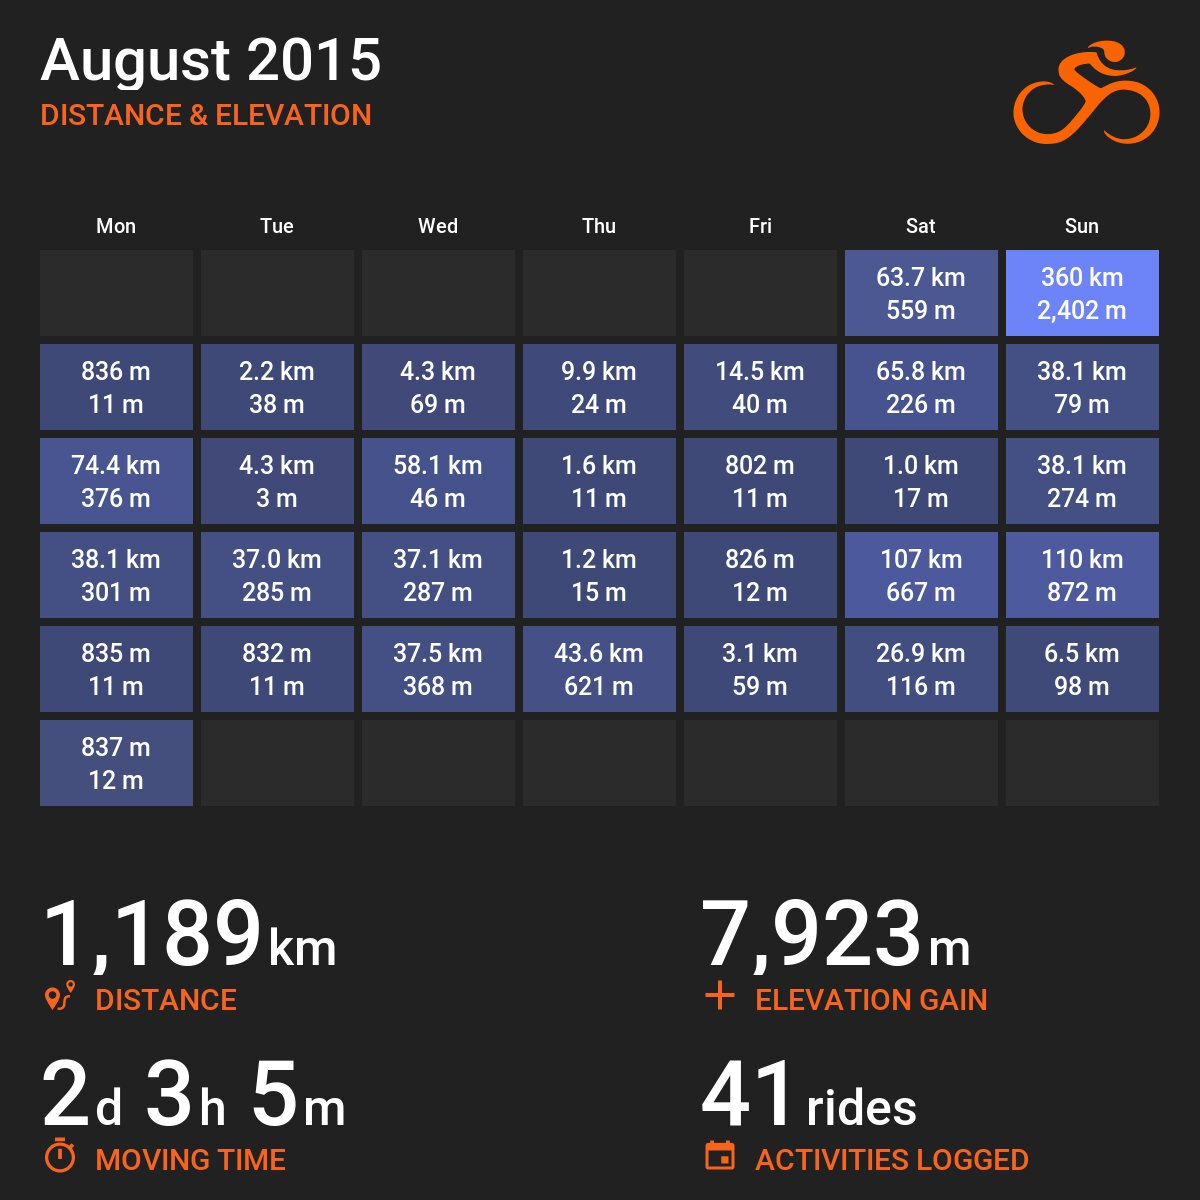 August 2015
DISTANCE & ELEVATION
Mon Tue Wed Thu Fri Sat Sun
63.7 km 360 km
559 m 2,402 m
836 m 2.2 km 4.3 km 9.9 km 14.5 km 65.8 km 38.1 km
11 m 38 m 69 m 24 m 40 m 226 m 79 m
74.4 km 4.3 km 58.1 km 1.6 km 802 m 1.0 km 38.1 km
376 m 3 m 46 m 11 m 11 m 17 m 274 m
38.1 km 37.0 km 37.1 km 1.2 km 826 m 107 km 110 km
301 m 285 m 287 m 15 m 12 m 667 m 872 m
835 m 832 m 37.5 km 43.6 km 3.1 km 26.9 km 6.5 km
11 m 11 m 368 m 621 m 59 m 116 m 98 m
837 m
12 m
1,189 km 7,923 m
DISTANCE ELEVATION GAIN
2 d 3 h 5 m 41 rides
MOVING TIME ACTIVITIES LOGGED